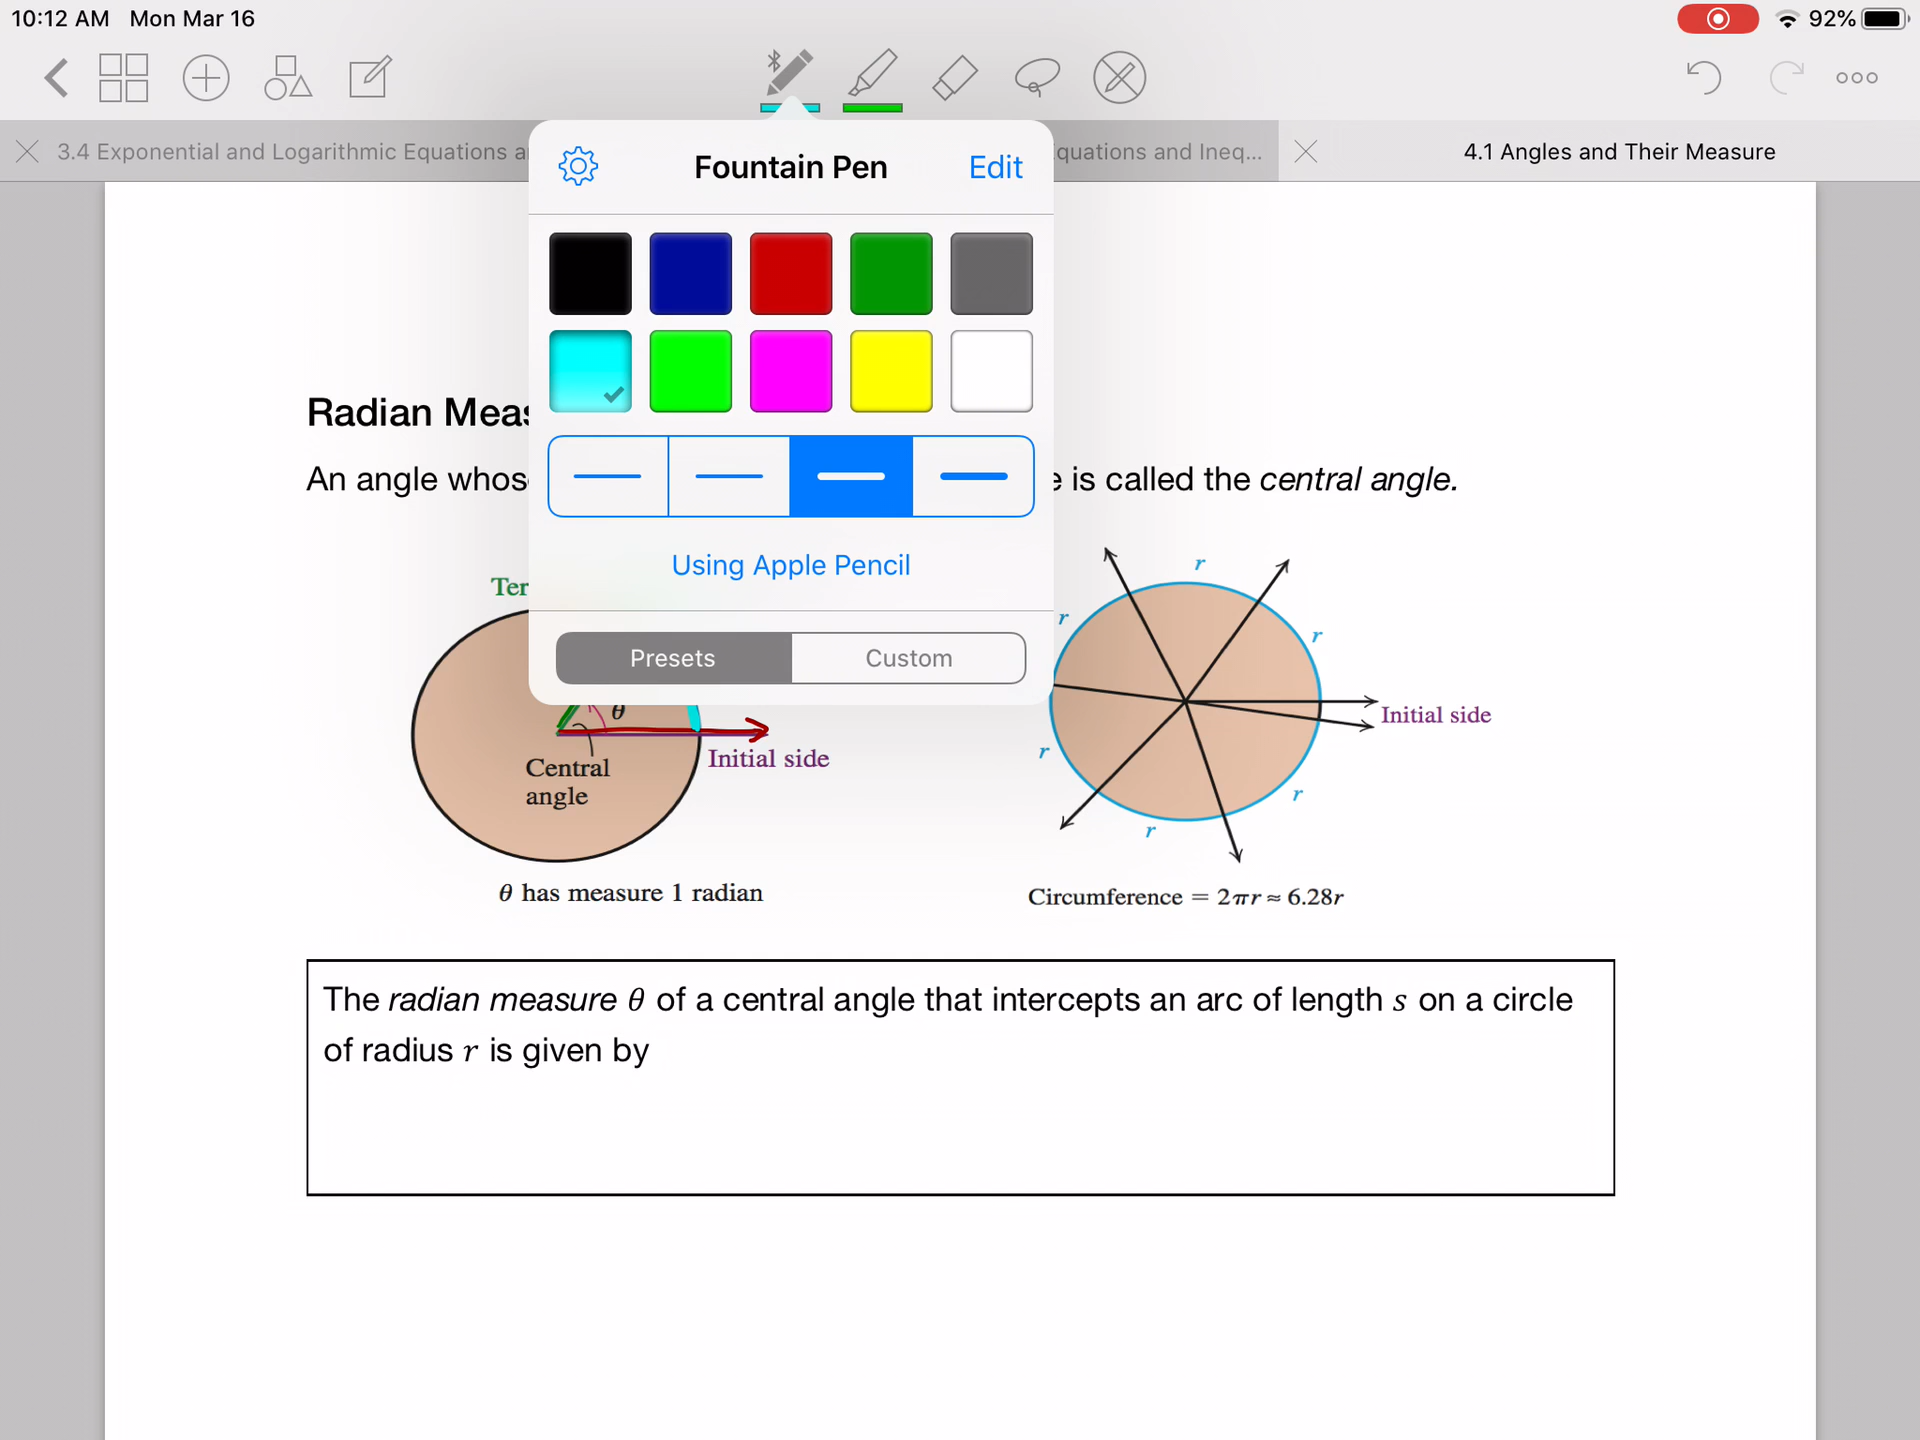 10:12 AM Mon Mar 16
92%
3.4 Exponential and Logarithmic Equations a
quations and Ineq...
4.1 Angles and Their Measure
Fountain Pen
Edit
Using Apple Pencil
Presets
Custom
Radian Meas
An angle whos
e is called the central angle.
Ter
θ
Central
angle
Initial side
θ has measure 1 radian
r
r
r
r
r
r
Initial side
Circumference = 2πr ≈ 6.28r
The radian measure θ of a central angle that intercepts an arc of length s on a circle
of radius r is given by